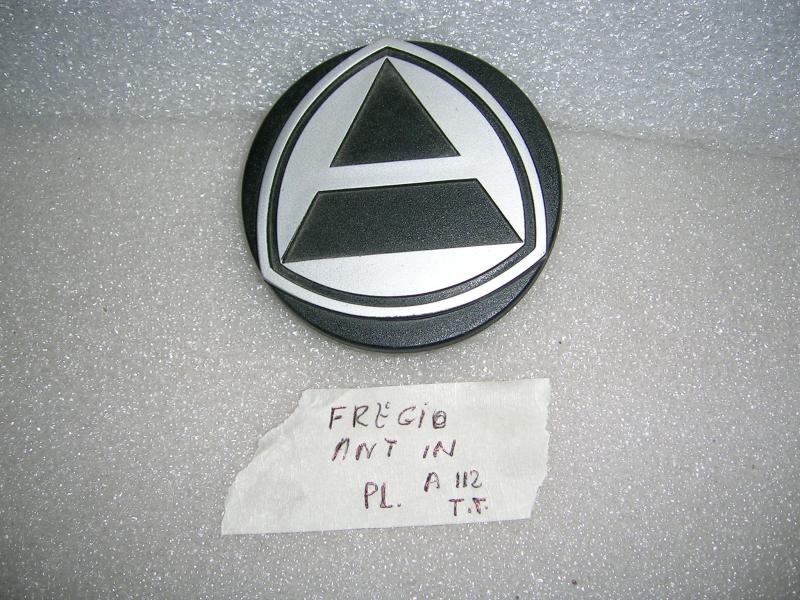 FREGIO
ANT IN
PL. A 112
T.T.